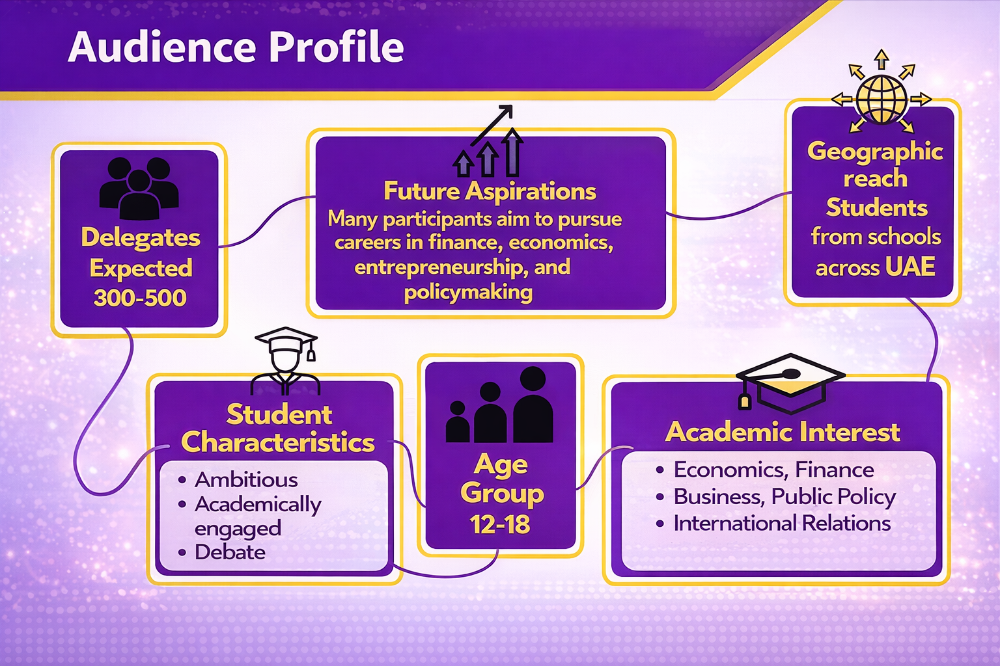 Audience Profile
Delegates
Expected
300-500
Future Aspirations
Many participants aim to pursue
careers in finance, economics,
entrepreneurship, and
policymaking
Geographic
reach
Students
from schools
across UAE
Student
Characteristics
• Ambitious
• Academically
engaged
• Debate
Age
Group
12-18
Academic Interest
• Economics, Finance
• Business, Public Policy
• International Relations